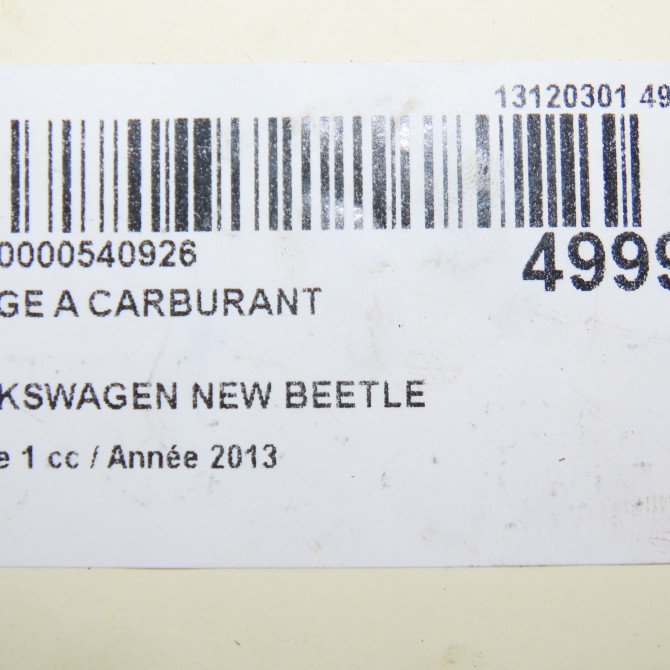 13120301 49
0000540926
4999
GE A CARBURANT
KSWAGEN NEW BEETLE
e 1 cc / Année 2013